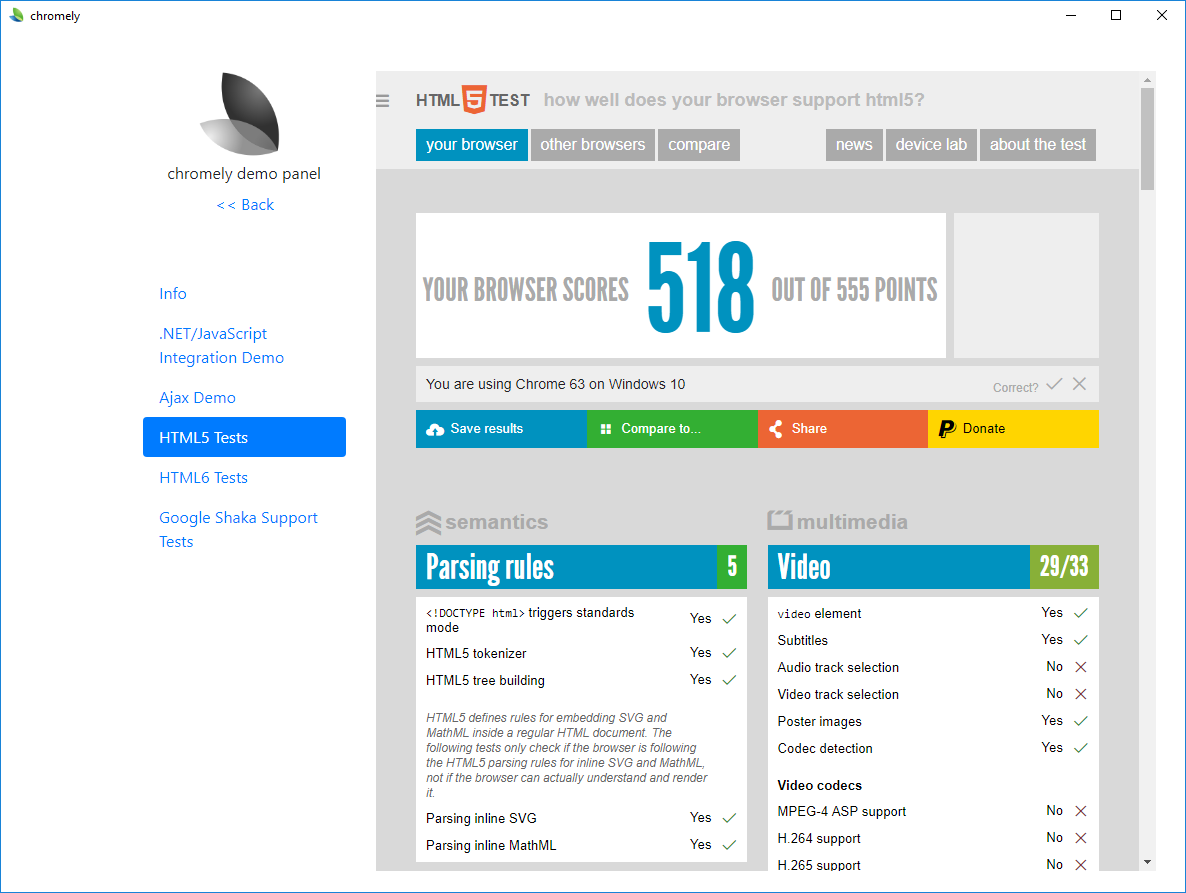 chromely
chromely demo panel
<< Back
Info
.NET/JavaScript
Integration Demo
Ajax Demo
HTML5 Tests
HTML6 Tests
Google Shaka Support
Tests
HTML 5 TEST how well does your browser support html5?
your browser other browsers compare news device lab about the test
YOUR BROWSER SCORES 518 OUT OF 555 POINTS
You are using Chrome 63 on Windows 10 Correct?
Save results Compare to... Share Donate
semantics
Parsing rules 5
<!DOCTYPE html> triggers standards
mode Yes
HTML5 tokenizer Yes
HTML5 tree building Yes
HTML5 defines rules for embedding SVG and
MathML inside a regular HTML document. The
following tests only check if the browser is following
the HTML5 parsing rules for inline SVG and MathML,
not if the browser can actually understand and render
it.
Parsing inline SVG Yes
Parsing inline MathML Yes
multimedia
Video 29/33
video element Yes
Subtitles Yes
Audio track selection No
Video track selection No
Poster images Yes
Codec detection Yes
Video codecs
MPEG-4 ASP support No
H.264 support No
H.265 support No